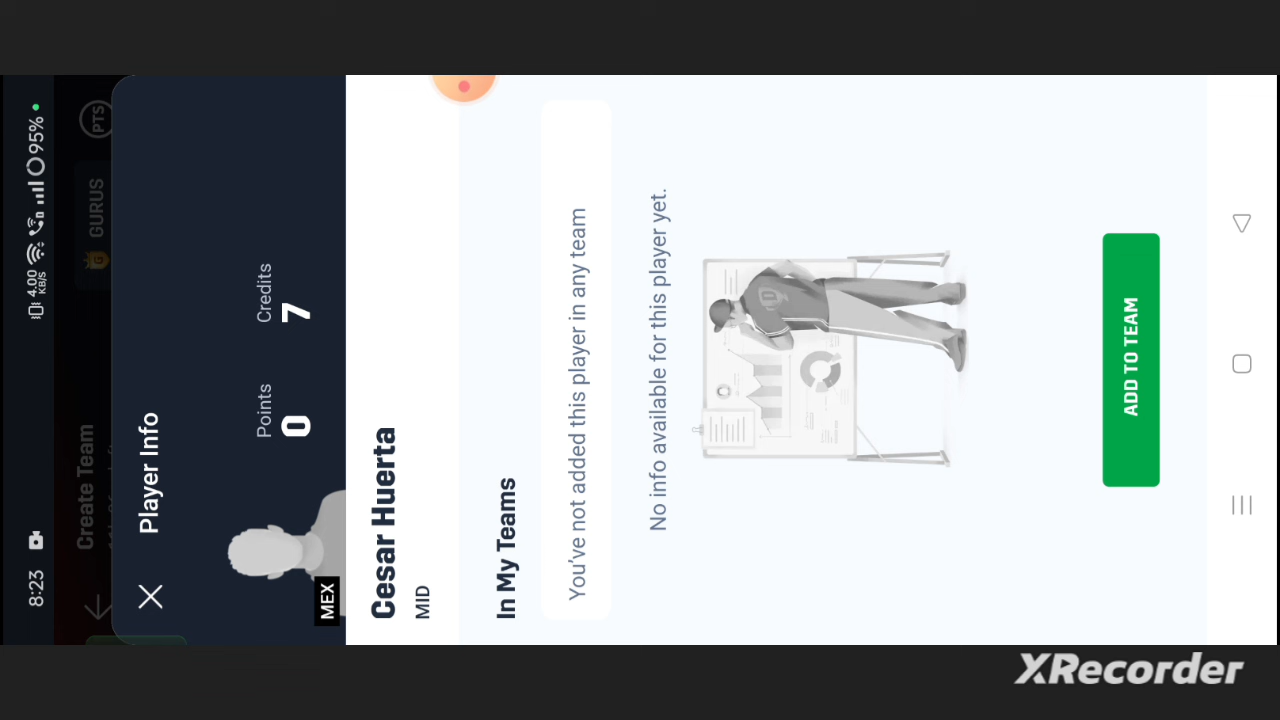 8:23
4.00
KB/S
95%
Create Team
GURUS
PTS
Player Info
Points
Credits
0
7
MEX
Cesar Huerta
MID
In My Teams
You've not added this player in any team
No info available for this player yet.
ADD TO TEAM
XRecorder